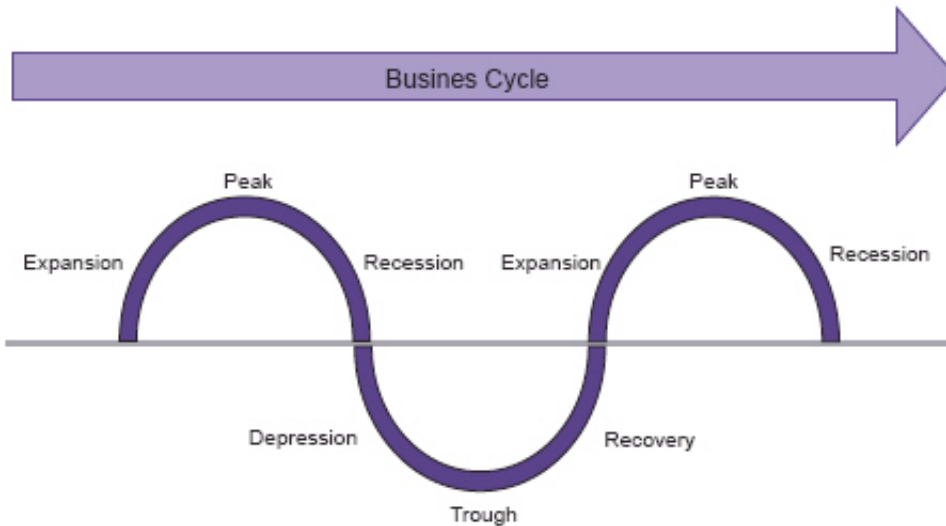 Busines Cycle
Peak
Peak
Expansion
Recession
Expansion
Recession
Depression
Recovery
Trough